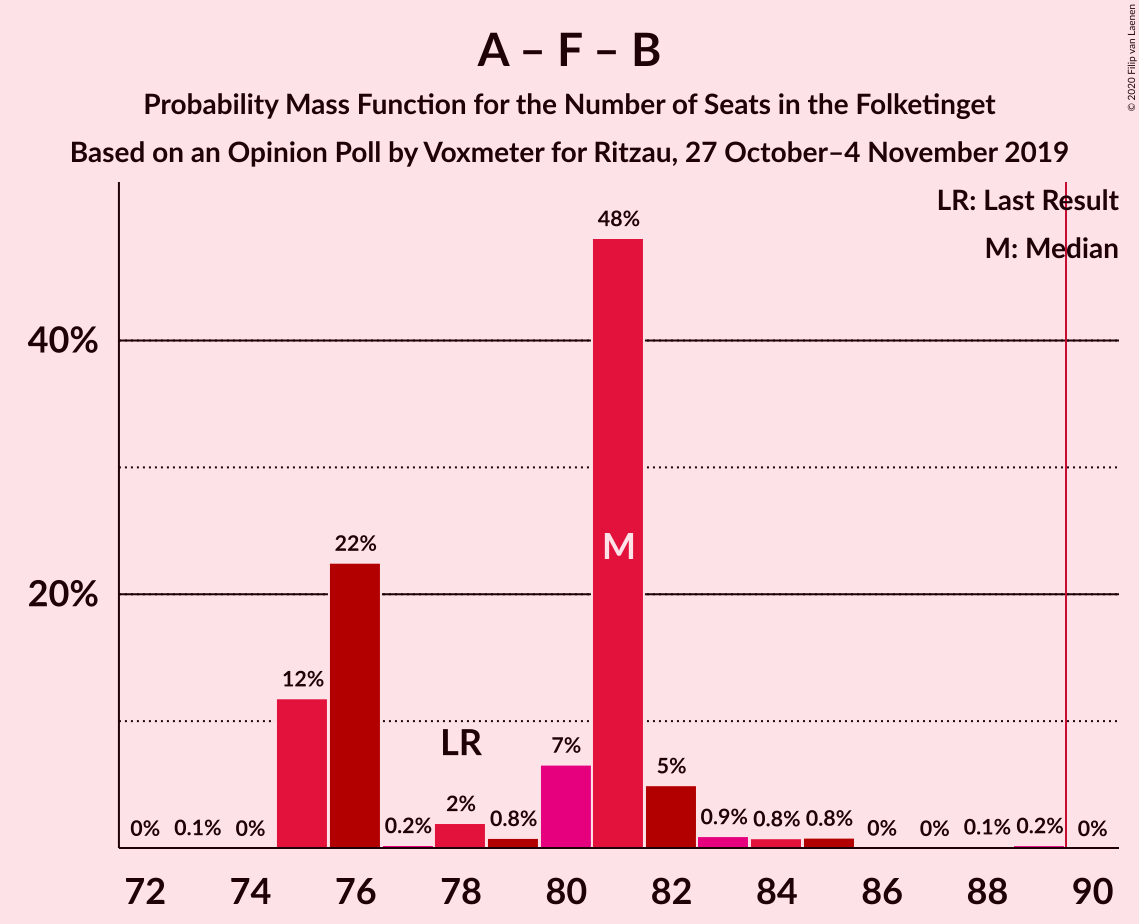 A – F – B
Probability Mass Function for the Number of Seats in the Folketinget
Based on an Opinion Poll by Voxmeter for Ritzau, 27 October–4 November 2019
© 2020 Filip van Laenen
LR: Last Result
M: Median
48%
40%
M
22%
20%
12%
LR
7%
5%
0% 0.1% 0% 0.2% 2% 0.8% 0.9% 0.8% 0.8% 0% 0% 0.1% 0.2% 0%
72 74 76 78 80 82 84 86 88 90